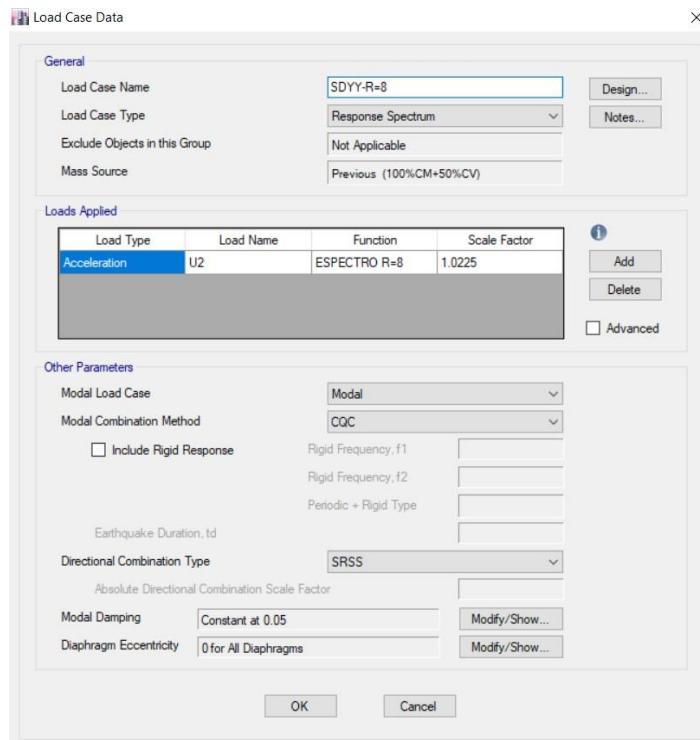 Load Case Data
General
Load Case Name SDYY-R=8 Design...
Load Case Type Response Spectrum Notes...
Exclude Objects in this Group Not Applicable
Mass Source Previous (100%CM+50%CV)
Loads Applied
Load Type Load Name Function Scale Factor
Acceleration U2 ESPECTRO R=8 1.0225 Add
Delete
Advanced
Other Parameters
Modal Load Case Modal
Modal Combination Method CQC
Include Rigid Response Rigid Frequency, f1
Rigid Frequency, f2
Periodic + Rigid Type
Earthquake Duration, td
Directional Combination Type SRSS
Absolute Directional Combination Scale Factor
Modal Damping Constant at 0.05 Modify/Show...
Diaphragm Eccentricity 0 for All Diaphragms Modify/Show...
OK Cancel